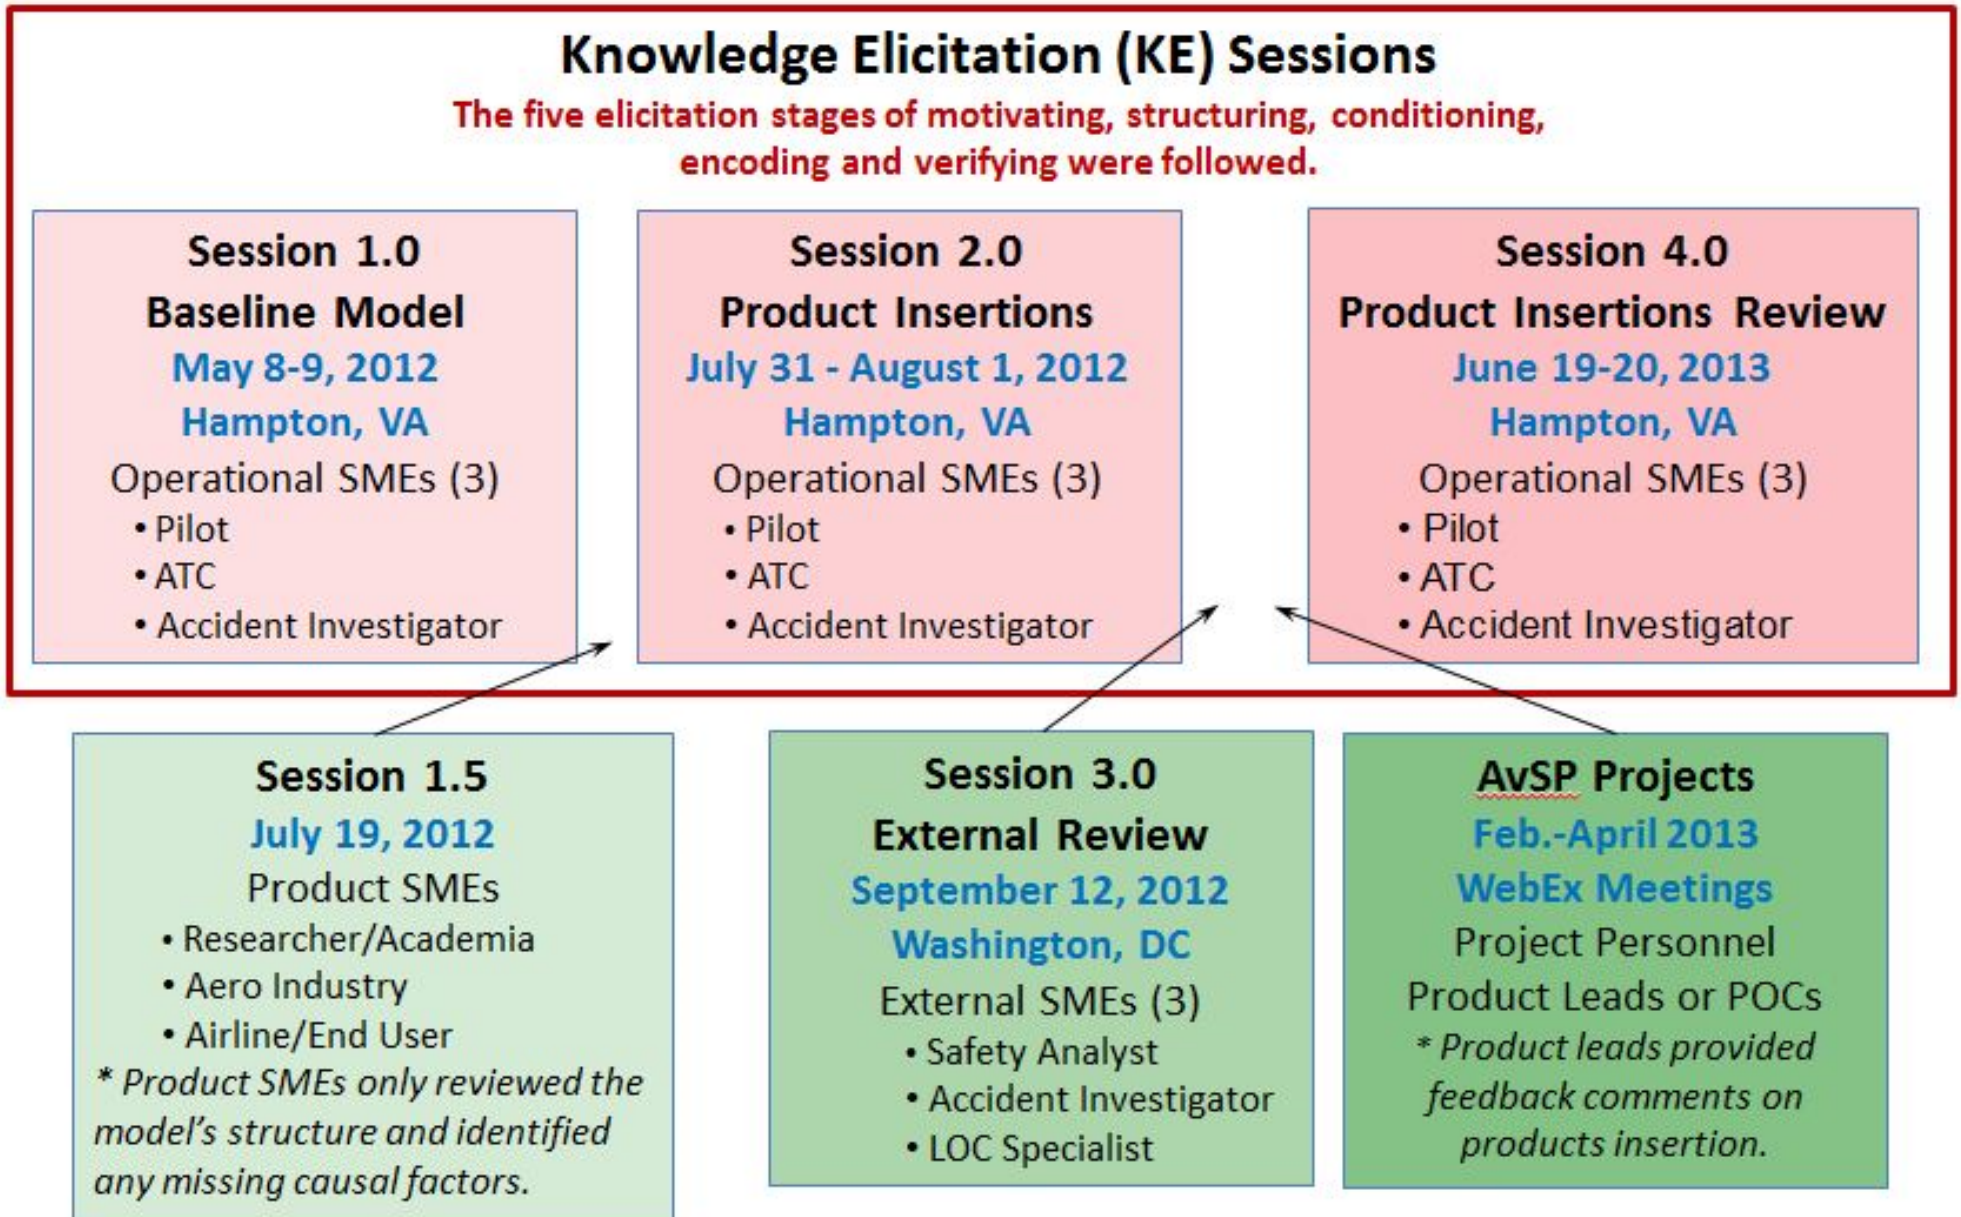 Knowledge Elicitation (KE) Sessions
The five elicitation stages of motivating, structuring, conditioning,
encoding and verifying were followed.
Session 1.0
Baseline Model
May 8-9, 2012
Hampton, VA
Operational SMEs (3)
• Pilot
• ATC
• Accident Investigator
Session 2.0
Product Insertions
July 31 - August 1, 2012
Hampton, VA
Operational SMEs (3)
• Pilot
• ATC
• Accident Investigator
Session 4.0
Product Insertions Review
June 19-20, 2013
Hampton, VA
Operational SMEs (3)
• Pilot
• ATC
• Accident Investigator
Session 1.5
July 19, 2012
Product SMEs
• Researcher/Academia
• Aero Industry
• Airline/End User
* Product SMEs only reviewed the
model's structure and identified
any missing causal factors.
Session 3.0
External Review
September 12, 2012
Washington, DC
External SMEs (3)
• Safety Analyst
• Accident Investigator
• LOC Specialist
AvSP Projects
Feb.-April 2013
WebEx Meetings
Project Personnel
Product Leads or POCs
* Product leads provided
feedback comments on
products insertion.